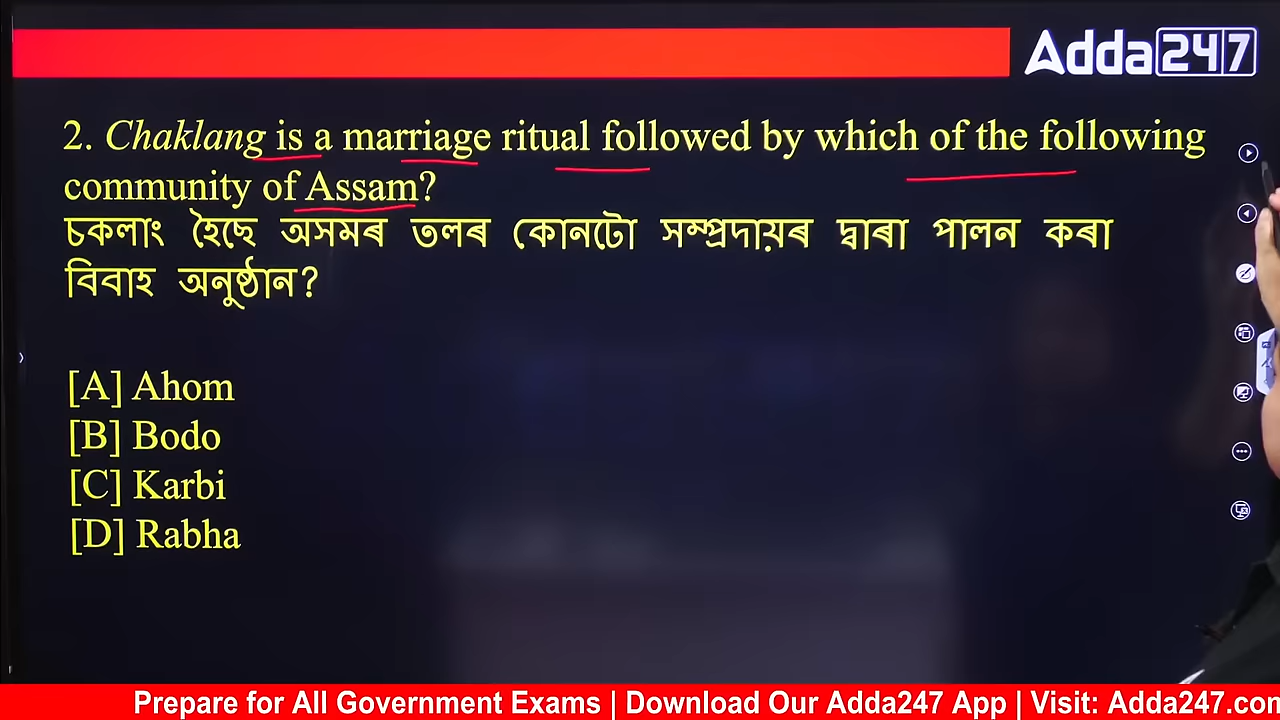 Adda247
2. Chaklang is a marriage ritual followed by which of the following
community of Assam?
চকলাং হৈছে অসমৰ তলৰ কোনটো সম্প্ৰদায়ৰ দ্বাৰা পালন কৰা
বিবাহ অনুষ্ঠান?
[A] Ahom
[B] Bodo
[C] Karbi
[D] Rabha
Prepare for All Government Exams | Download Our Adda247 App | Visit: Adda247.com